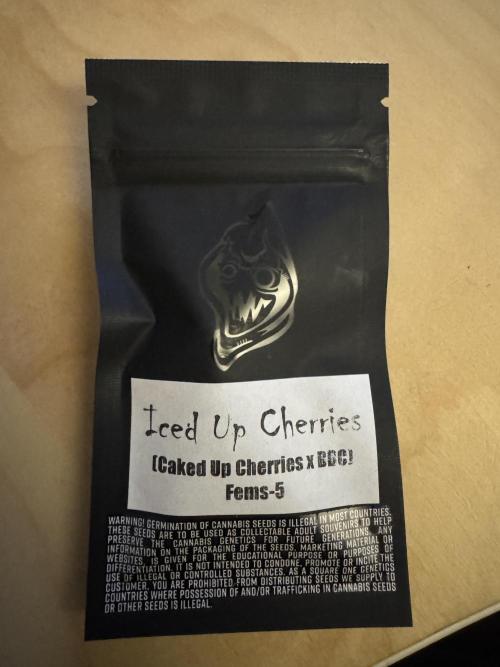 Iced Up Cherries
(Caked Up Cherries x BBC)
Fems-5
WARNING! GERMINATION OF CANNABIS SEEDS IS ILLEGAL IN MOST COUNTRIES.
THESE SEEDS ARE TO BE USED AS COLLECTABLE ADULT SOUVENIRS TO HELP
PRESERVE THE CANNABIS GENETICS FOR FUTURE GENERATIONS. ANY
INFORMATION ON THE PACKAGING OF THE SEEDS, MARKETING MATERIAL OR
WEBSITES, IS GIVEN FOR THE EDUCATIONAL PURPOSE OR PURPOSES OF
DIFFERENTIATION. IT IS NOT INTENDED TO CONDONE, PROMOTE OR INCITE THE
USE OF ILLEGAL OR CONTROLLED SUBSTANCES. AS A SQUARE ONE GENETICS
CUSTOMER, YOU ARE PROHIBITED FROM DISTRIBUTING SEEDS WE SUPPLY TO
COUNTRIES WHERE POSSESSION OF AND/OR TRAFFICKING IN CANNABIS SEEDS
OR OTHER SEEDS IS ILLEGAL.